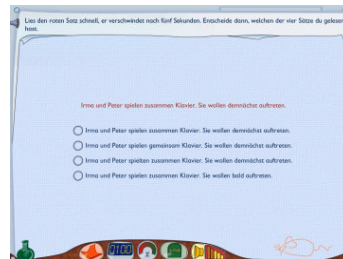 Lies den roten Satz schnell, er verschwindet nach fünf Sekunden. Entscheide dann, welchen der vier Sätze du gelesen
hast.
Irma und Peter spielen zusammen Klavier. Sie wollen demnächst auftreten.
Irma und Peter spielen zusammen Klavier. Sie wollen demnächst auftreten.
Irma und Peter spielen gemeinsam Klavier. Sie wollen demnächst auftreten.
Irma und Peter spielten zusammen Klavier. Sie wollen demnächst auftreten.
Irma und Peter spielen zusammen Klavier. Sie wollen bald auftreten.